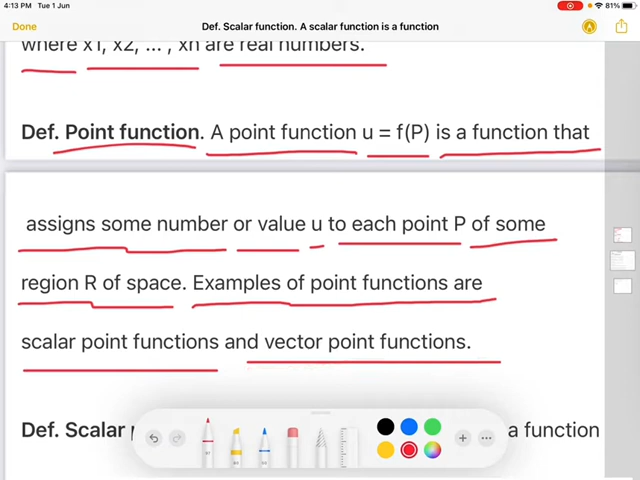 4:13 PM Tue 1 Jun
81%
Done
Def. Scalar function. A scalar function is a function
where x1, x2, ... , xn are real numbers.
Def. Point function. A point function u = f(P) is a function that
assigns some number or value u to each point P of some
region R of space. Examples of point functions are
scalar point functions and vector point functions.
Def. Scalar
a function